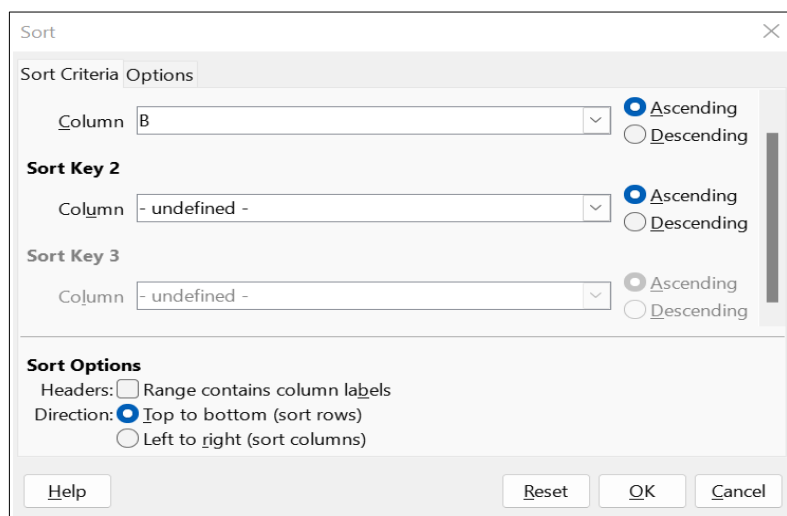 Sort
Sort Criteria Options
Column B Ascending
Descending
Sort Key 2
Column - undefined - Ascending
Descending
Sort Key 3
Column - undefined - Ascending
Descending
Sort Options
Headers: Range contains column labels
Direction: Top to bottom (sort rows)
Left to right (sort columns)
Help Reset OK Cancel